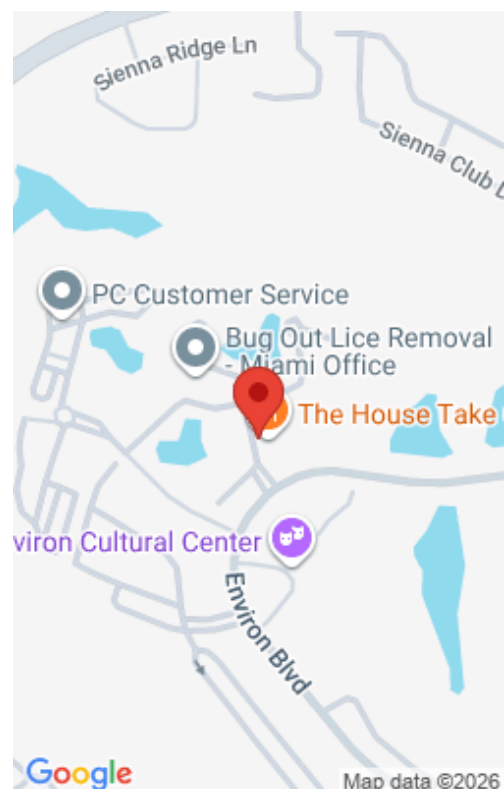 Sienna Ridge Ln
Sienna Club D
PC Customer Service
Bug Out Lice Removal
- Miami Office
The House Take
viron Cultural Center
Environ Blvd
Google
Map data ©2026